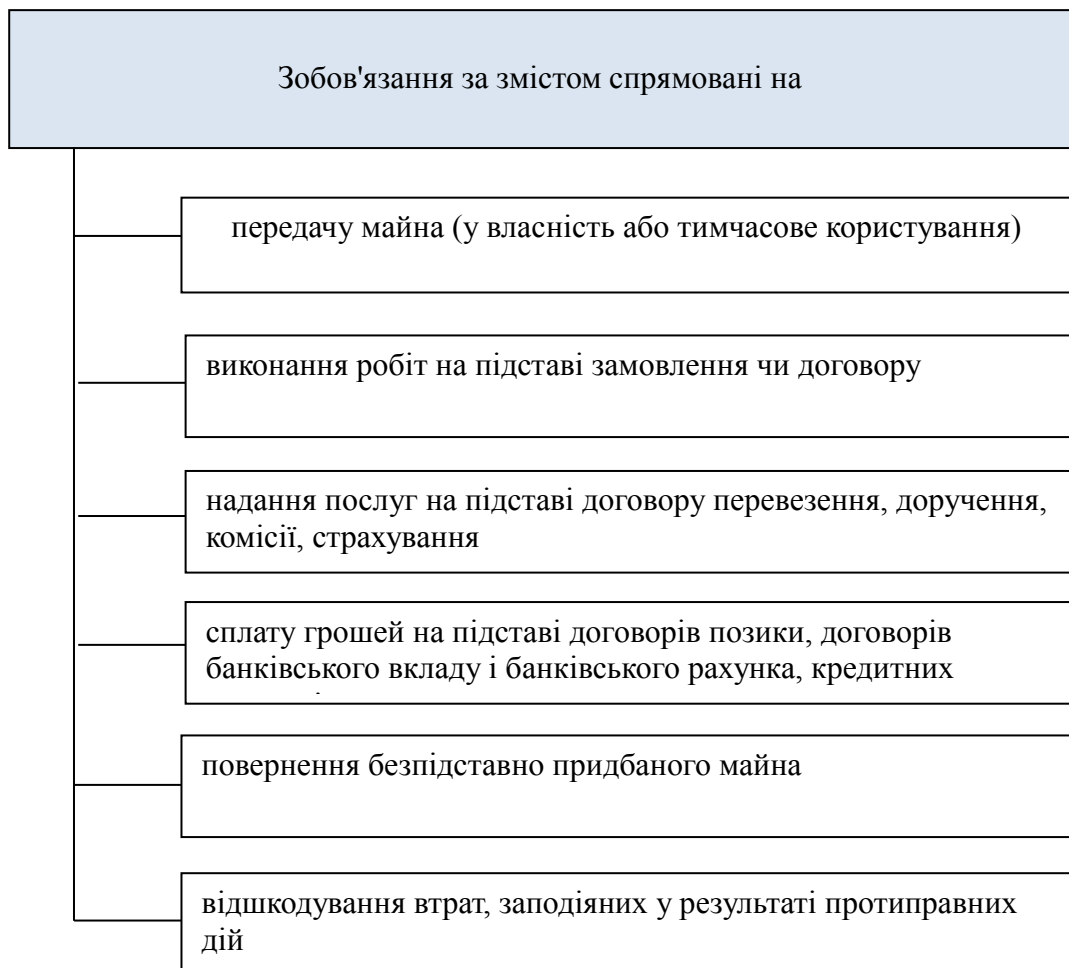 Зобов'язання за змістом спрямовані на
передачу майна (у власність або тимчасове користування)
виконання робіт на підставі замовлення чи договору
надання послуг на підставі договору перевезення, доручення,
комісії, страхування
сплату грошей на підставі договорів позики, договорів
банківського вкладу і банківського рахунка, кредитних
повернення безпідставно придбаного майна
відшкодування втрат, заподіяних у результаті протиправних
дій